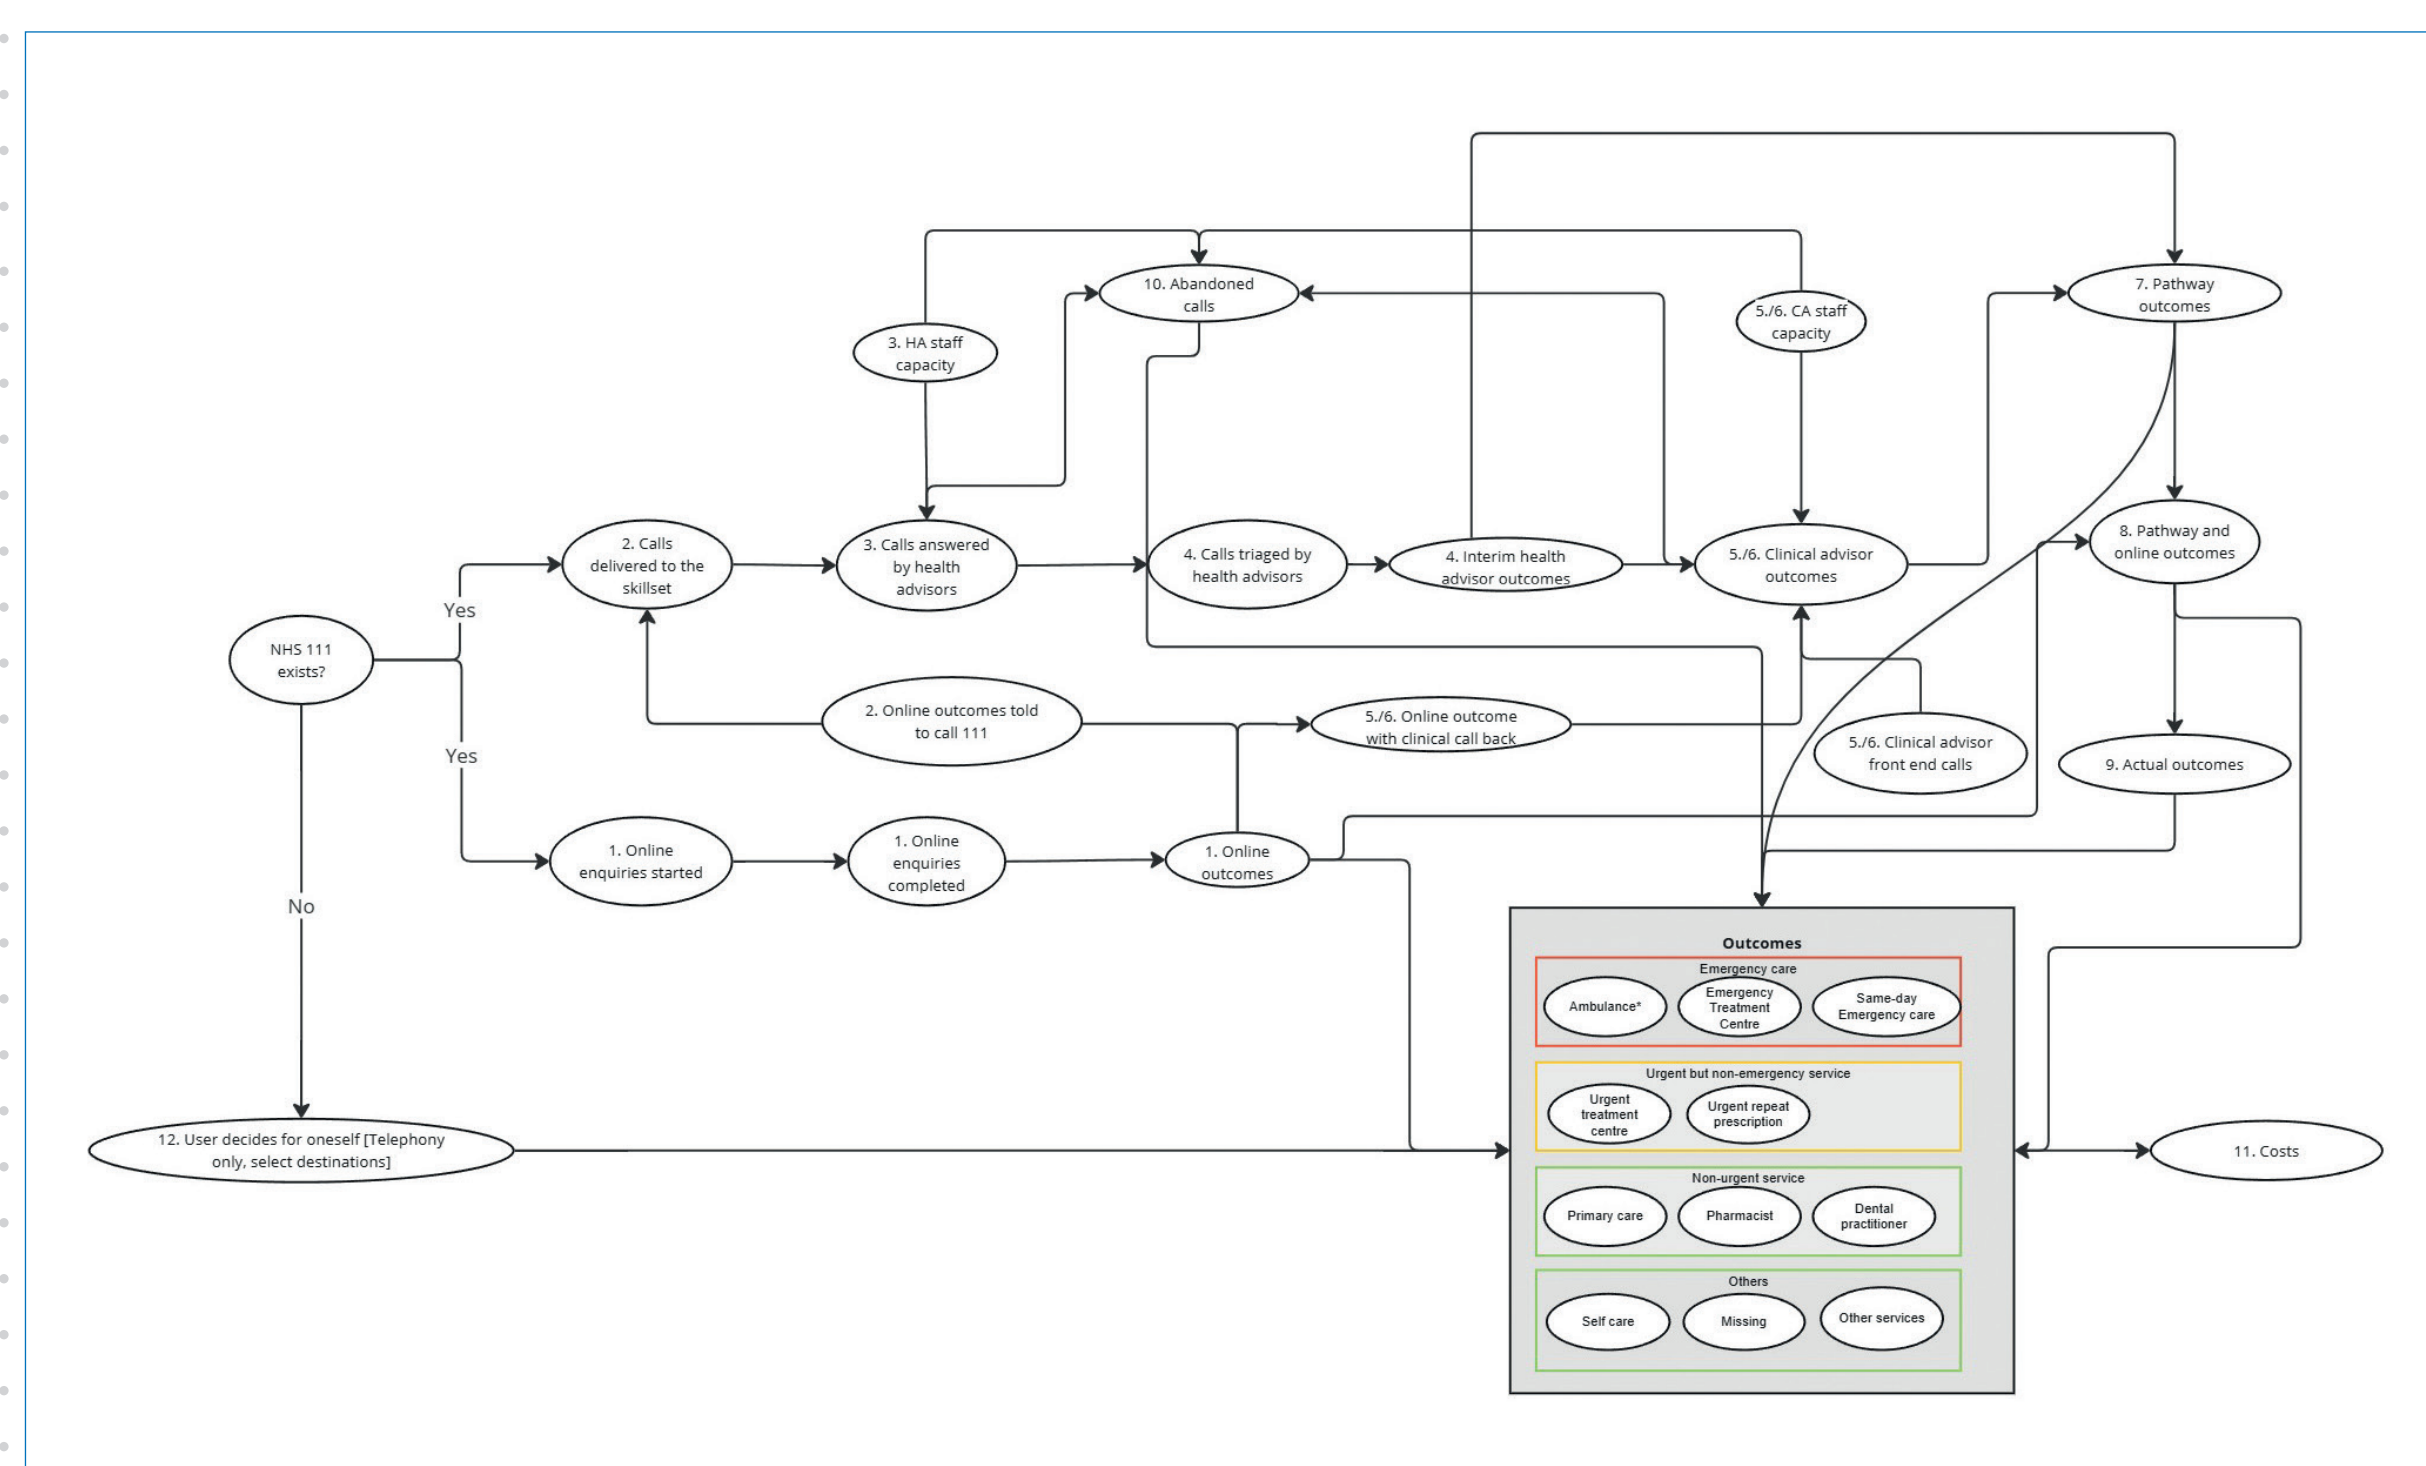 10. Abandoned
calls
7. Pathway
outcomes
5./6. CA staff
capacity
3. HA staff
capacity
2. Calls
delivered to the
skillset
3. Calls answered
by health
advisors
4. Calls triaged by
health advisors
4. Interim health
advisor outcomes
5./6. Clinical advisor
outcomes
8. Pathway and
online outcomes
Yes
NHS 111
exists?
2. Online outcomes told
to call 111
5./6. Online outcome
with clinical call back
5./6. Clinical advisor
front end calls
9. Actual outcomes
Yes
1. Online
enquiries started
1. Online
enquiries
completed
1. Online
outcomes
No
Outcomes
Emergency care
Ambulance*
Emergency
Treatment
Centre
Same-day
Emergency care
Urgent but non-emergency service
Urgent
treatment
centre
Urgent repeat
prescription
12. User decides for oneself [Telephony
only, select destinations]
11. Costs
Non-urgent service
Primary care
Pharmacist
Dental
practitioner
Others
Self care
Missing
Other services